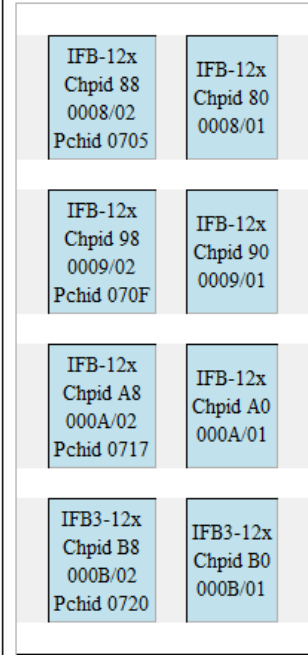 IFB-12x
Chpid 88
0008/02
Pchid 0705
IFB-12x
Chpid 80
0008/01
IFB-12x
Chpid 98
0009/02
Pchid 070F
IFB-12x
Chpid 90
0009/01
IFB-12x
Chpid A8
000A/02
Pchid 0717
IFB-12x
Chpid A0
000A/01
IFB3-12x
Chpid B8
000B/02
Pchid 0720
IFB3-12x
Chpid B0
000B/01